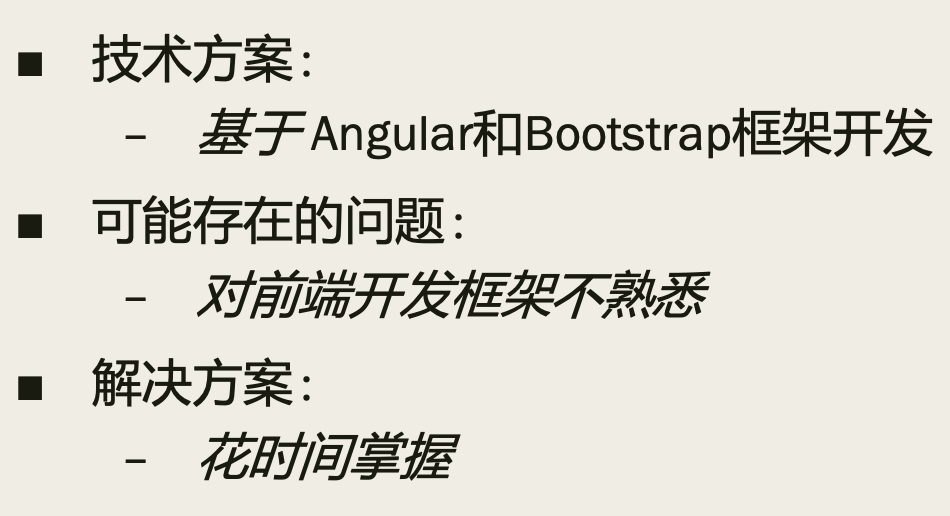 ■ 技术方案：
– 基于 Angular和Bootstrap框架开发
■ 可能存在的问题：
– 对前端开发框架不熟悉
■ 解决方案：
– 花时间掌握